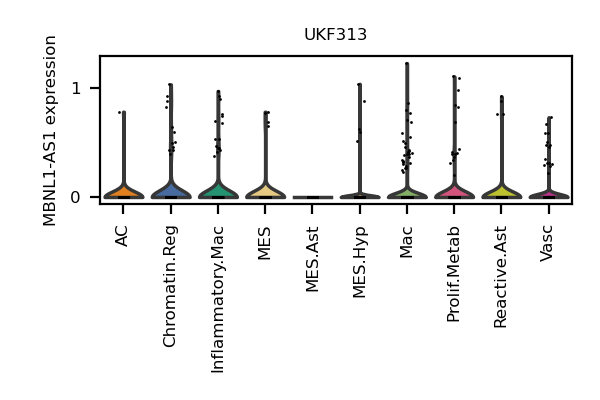 UKF313
MBNL1-AS1 expression
1
0
AC
Chromatin.Reg
Inflammatory.Mac
MES
MES.Ast
MES.Hyp
Mac
Prolif.Metab
Reactive.Ast
Vasc